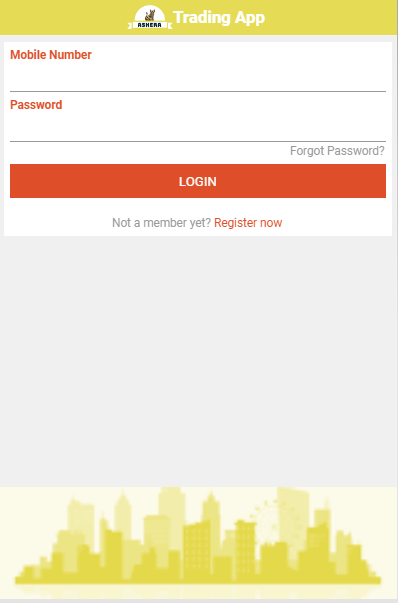 ASHERA
Trading App
Mobile Number
Password
Forgot Password?
LOGIN
Not a member yet? Register now